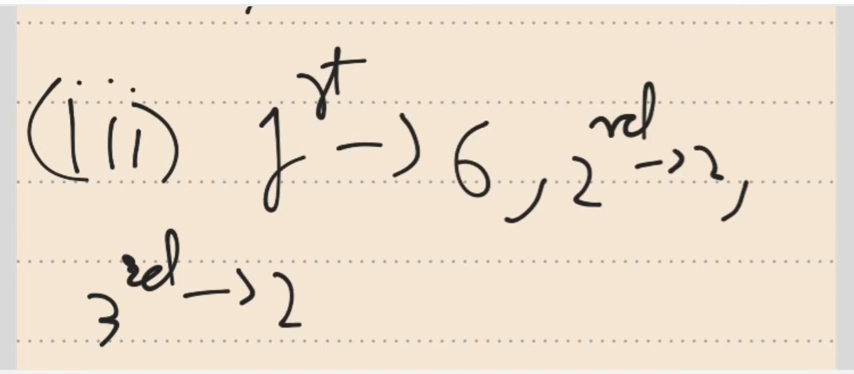 (iii) 1st -> 6, 2nd -> 2,
3rd -> 2